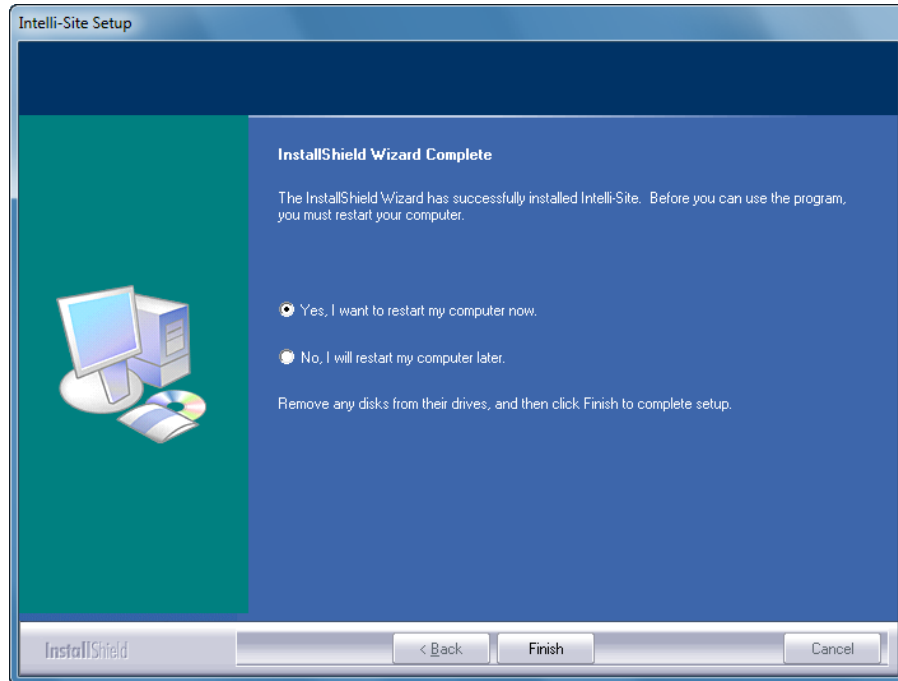 Intelli-Site Setup
InstallShield Wizard Complete
The InstallShield Wizard has successfully installed Intelli-Site. Before you can use the program,
you must restart your computer.
Yes, I want to restart my computer now.
No, I will restart my computer later.
Remove any disks from their drives, and then click Finish to complete setup.
InstallShield
< Back
Finish
Cancel